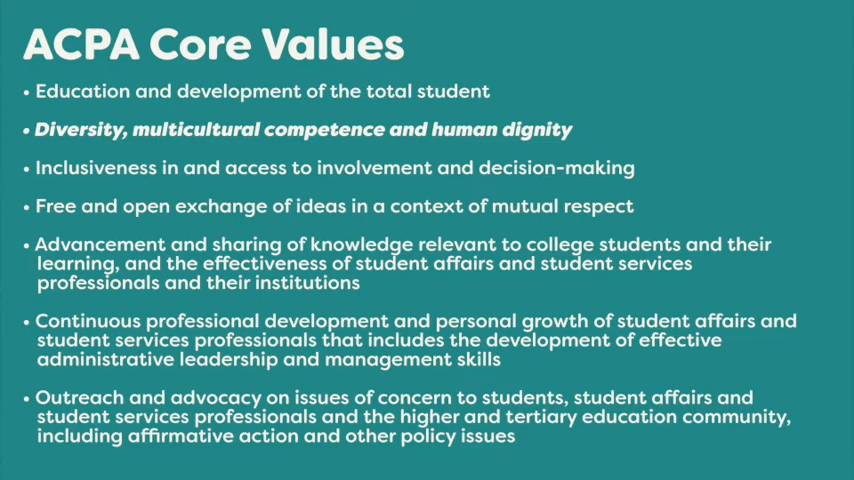 ACPA Core Values
• Education and development of the total student
• Diversity, multicultural competence and human dignity
• Inclusiveness in and access to involvement and decision-making
• Free and open exchange of ideas in a context of mutual respect
• Advancement and sharing of knowledge relevant to college students and their
learning, and the effectiveness of student affairs and student services
professionals and their institutions
• Continuous professional development and personal growth of student affairs and
student services professionals that includes the development of effective
administrative leadership and management skills
• Outreach and advocacy on issues of concern to students, student affairs and
student services professionals and the higher and tertiary education community,
including affirmative action and other policy issues